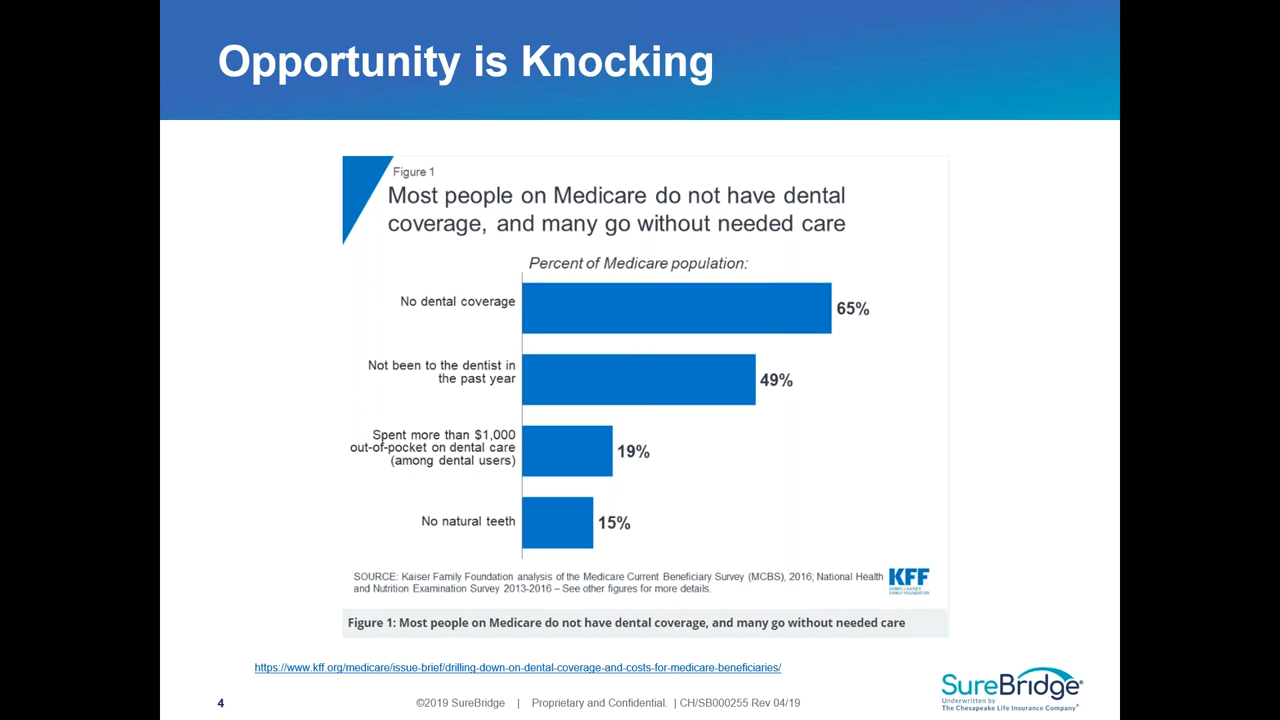 Opportunity is Knocking
Figure 1
Most people on Medicare do not have dental
coverage, and many go without needed care
Percent of Medicare population:
No dental coverage
65%
Not been to the dentist in
the past year
49%
Spent more than $1,000
out-of-pocket on dental care
(among dental users)
19%
No natural teeth
15%
SOURCE: Kaiser Family Foundation analysis of the Medicare Current Beneficiary Survey (MCBS), 2016; National Health
and Nutrition Examination Survey 2013-2016 – See other figures for more details.
KFF
HENRY J KAISER
FAMILY FOUNDATION
Figure 1: Most people on Medicare do not have dental coverage, and many go without needed care
https://www.kff.org/medicare/issue-brief/drilling-down-on-dental-coverage-and-costs-for-medicare-beneficiaries/
4
©2019 SureBridge | Proprietary and Confidential. | CH/SB000255 Rev 04/19
SureBridge®
Underwritten by
The Chesapeake Life Insurance Company®